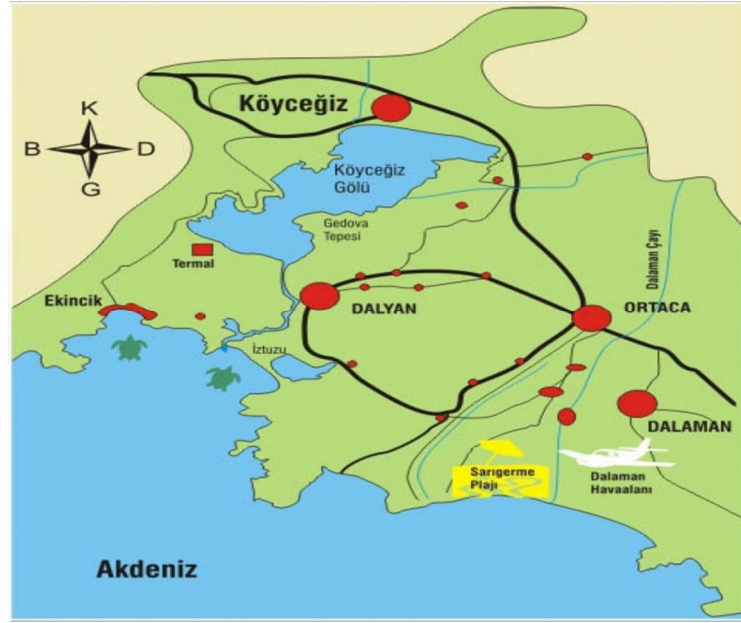 Köyceğiz
K
B
D
G
Köyceğiz
Gölü
Gedova
Tepesi
Termal
Dalaman Çayı
Ekincik
DALYAN
ORTACA
İztuzu
DALAMAN
Sarıgerme
Plajı
Dalaman
Havaalanı
Akdeniz